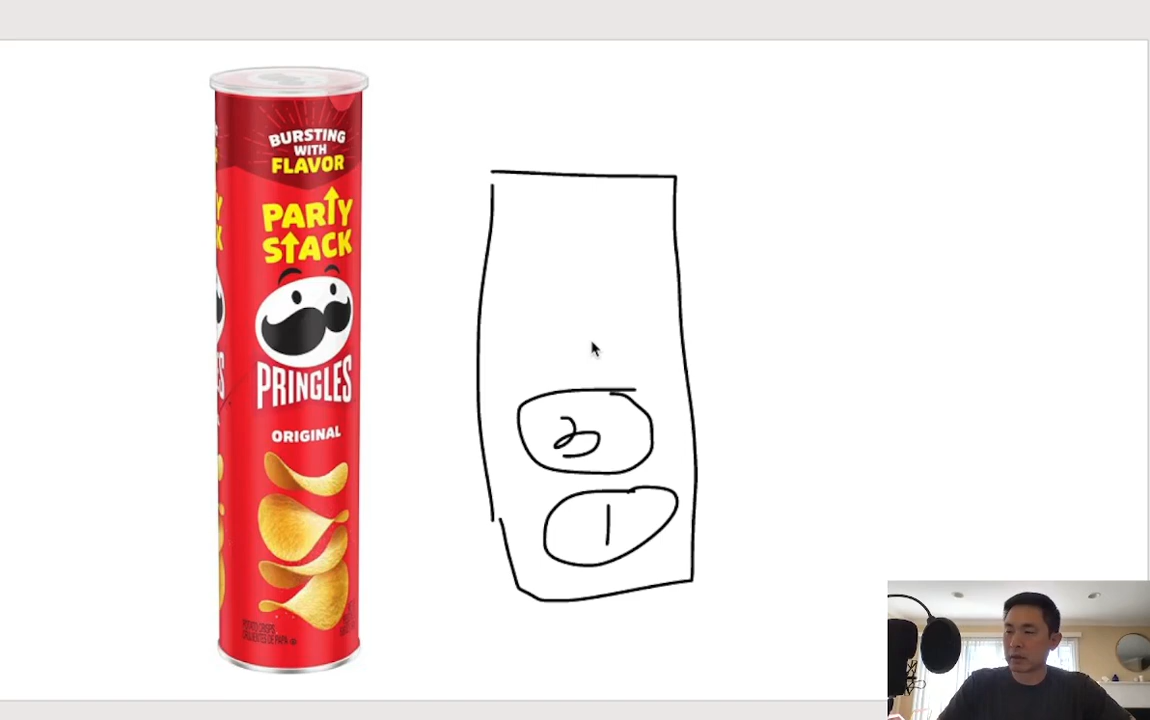 BURSTING
WITH
FLAVOR
PARTY
STACK
PRINGLES
ORIGINAL
2
1